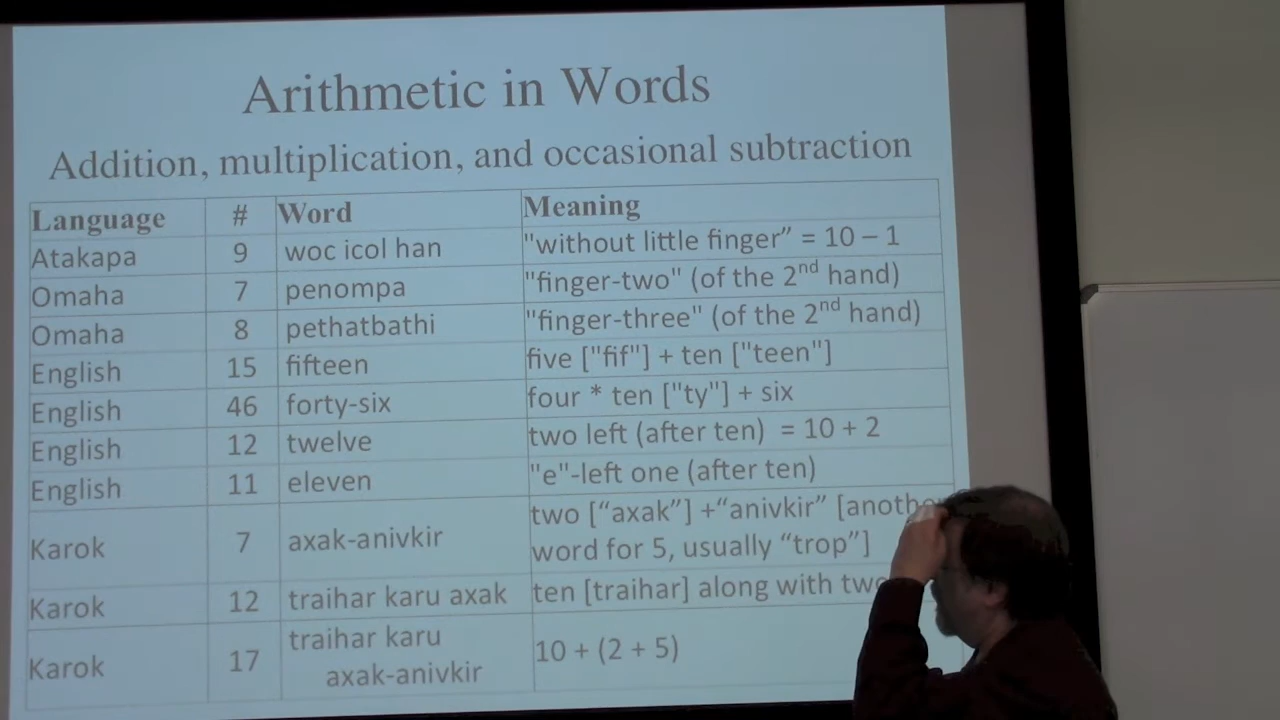 Arithmetic in Words
Addition, multiplication, and occasional subtraction
Language # Word Meaning
Atakapa 9 woc icol han "without little finger” = 10 – 1
Omaha 7 penompa "finger-two" (of the 2nd hand)
Omaha 8 pethatbathi "finger-three" (of the 2nd hand)
English 15 fifteen five ["fif"] + ten ["teen"]
English 46 forty-six four * ten ["ty"] + six
English 12 twelve two left (after ten) = 10 + 2
English 11 eleven "e"-left one (after ten)
Karok 7 axak-anivkir two [“axak”] +“anivkir” [anoth
word for 5, usually “trop”]
Karok 12 traihar karu axak ten [traihar] along with two
Karok 17 traihar karu
axak-anivkir 10 + (2 + 5)